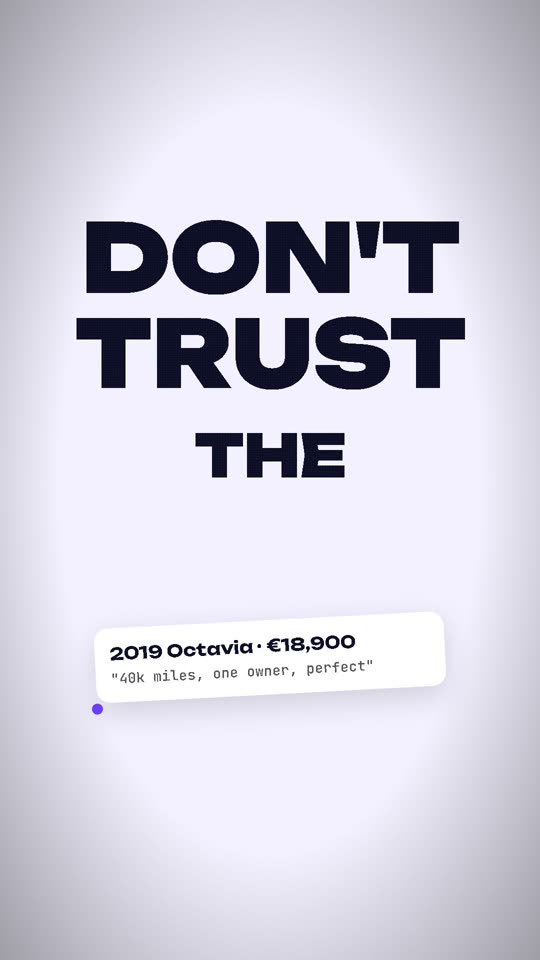 DON'T
TRUST
THE
2019 Octavia · €18,900
"40k miles, one owner, perfect"